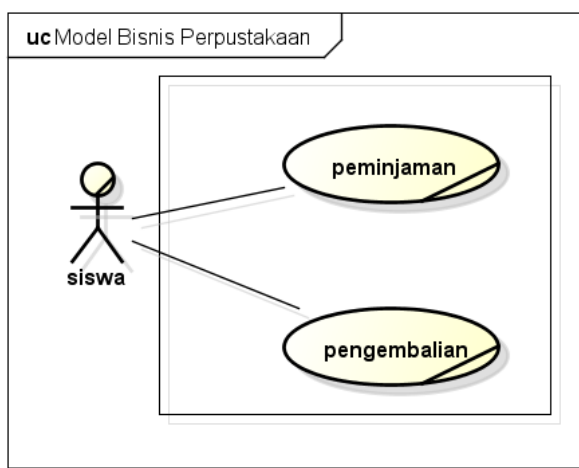 uc Model Bisnis Perpustakaan
peminjaman
siswa
pengembalian